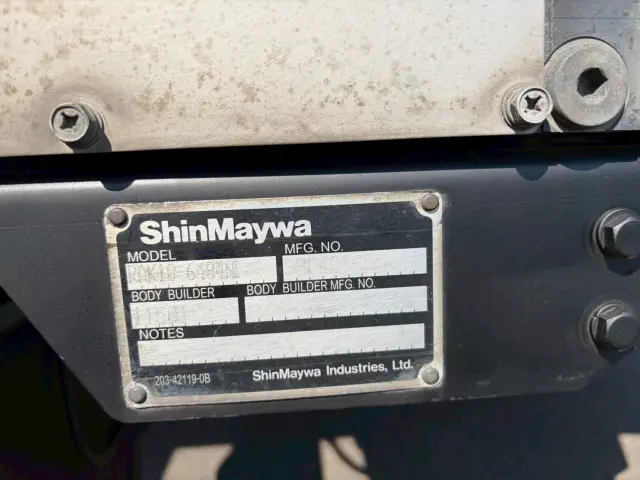 ShinMaywa
MODEL MFG. NO.
BODY BUILDER BODY BUILDER MFG. NO.
NOTES
203-42119-0B ShinMaywa Industries, Ltd.